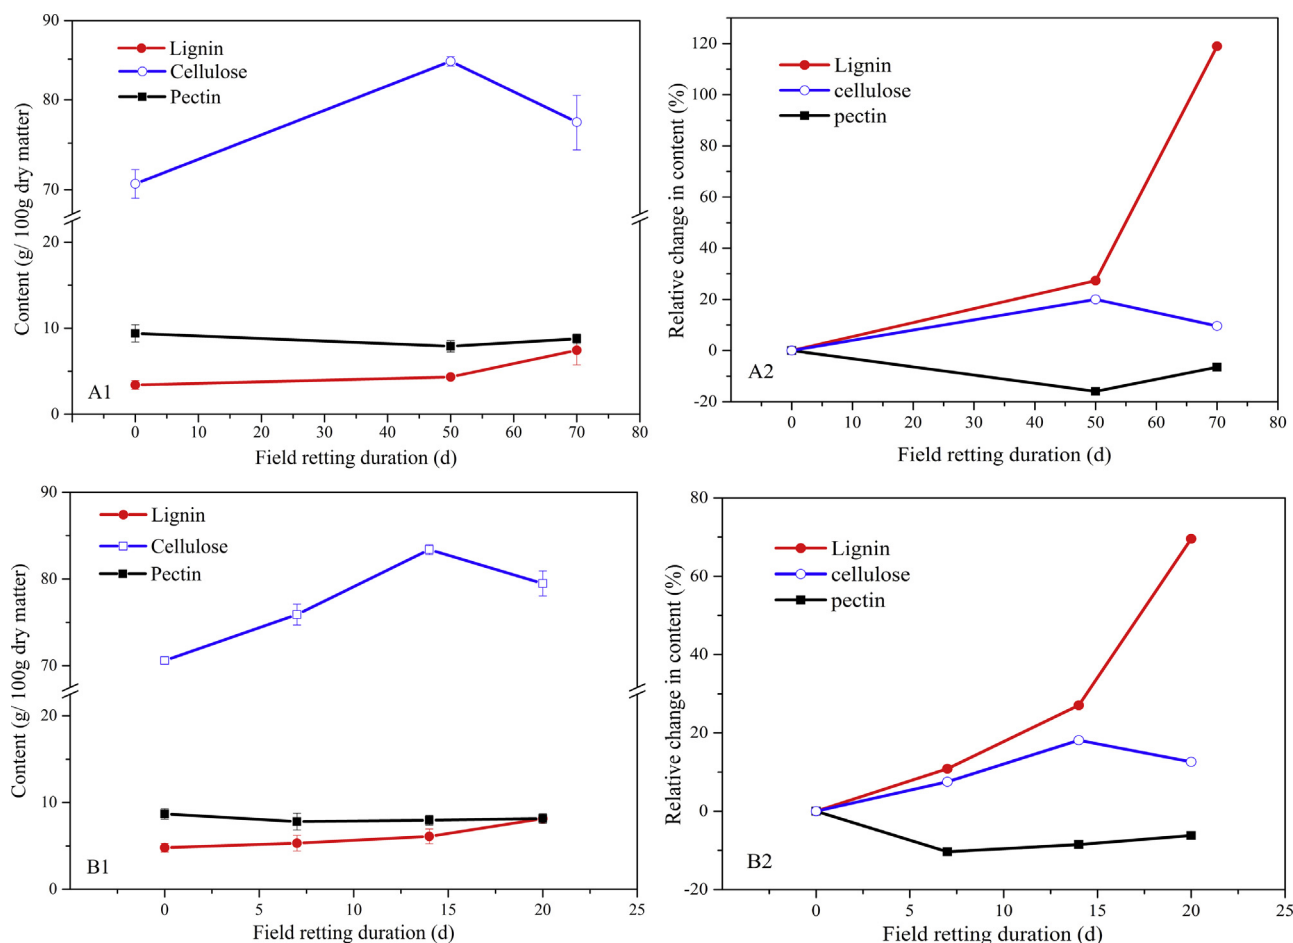 90
80
70
20
10
0
Content (g/ 100g dry matter)
Lignin
Cellulose
Pectin
A1
0 10 20 30 40 50 60 70 80
Field retting duration (d)
120
100
80
60
40
20
0
-20
Relative change in content (%)
Lignin
cellulose
pectin
A2
0 10 20 30 40 50 60 70 80
Field retting duration (d)
90
80
70
20
10
0
Content (g/ 100g dry matter)
Lignin
Cellulose
Pectin
B1
0 5 10 15 20 25
Field retting duration (d)
80
60
40
20
0
-20
Relative change in content (%)
Lignin
cellulose
pectin
B2
0 5 10 15 20 25
Field retting duration (d)